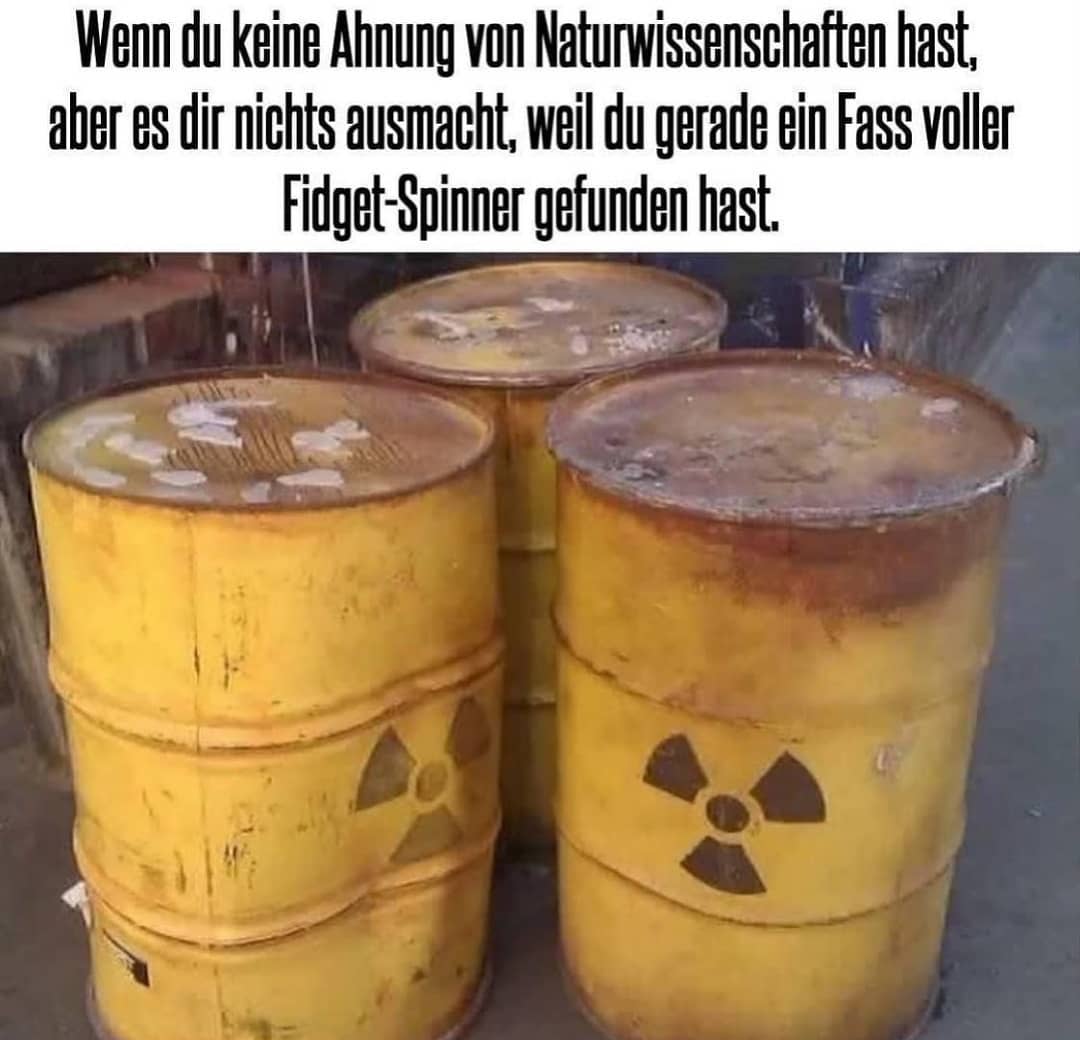 Wenn du keine Ahnung von Naturwissenschaften hast,
aber es dir nichts ausmacht, weil du gerade ein Fass voller
Fidget-Spinner gefunden hast.